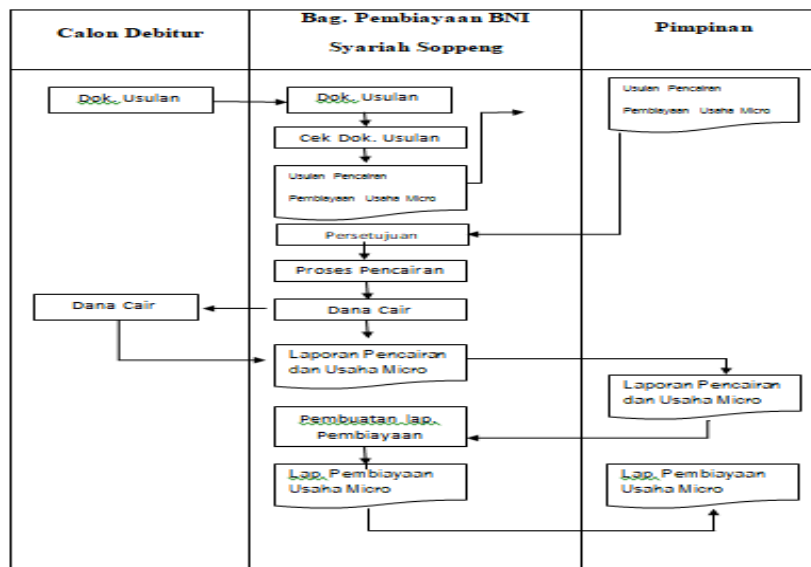 Calon Debitur
Bag. Pembiayaan BNI
Syariah Soppeng
Pimpinan
Dok. Usulan
Dok. Usulan
Usulan Pencairan
Pembiayaan Usaha Micro
Cek Dok. Usulan
Usulan Pencairan
Pembiayaan Usaha Micro
Persetujuan
Proses Pencairan
Dana Cair
Dana Cair
Laporan Pencairan
dan Usaha Micro
Laporan Pencairan
dan Usaha Micro
Pembuatan lap.
Pembiayaan
Lap. Pembiayaan
Usaha Micro
Lap. Pembiayaan
Usaha Micro